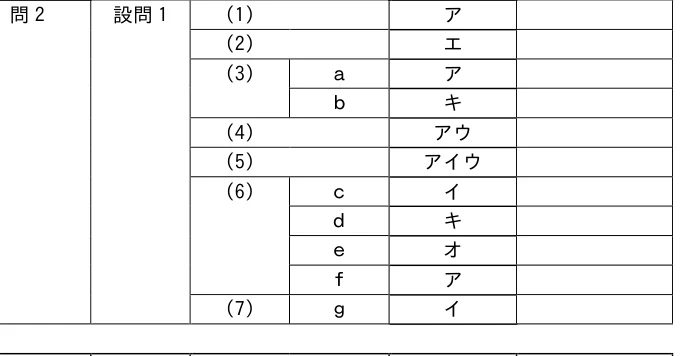 問2 設問1 (1) ア
(2) エ
(3) a ア
b キ
(4) アウ
(5) アイウ
(6) c イ
d キ
e オ
f ア
(7) g イ